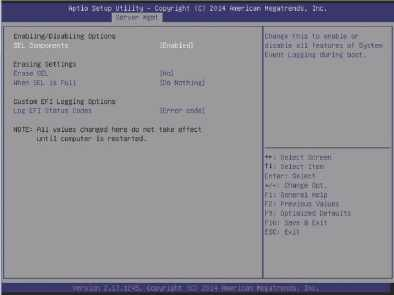 Aptio Setup Utility - Copyright (C) 2014 American Megatrends, Inc.
Server Mgmt
Enabling/Disabling Options
SEL Components [Enabled]
Erasing Settings
Erase SEL [No]
When SEL is Full [Do Nothing]
Custom EFI Logging Options
Log EFI Status Codes [Error code]
NOTE: All values changed here do not take effect
until computer is restarted.
Change this to enable or
disable all features of System
Event Logging during boot.
↔: Select Screen
↑↓: Select Item
Enter: Select
+/-: Change Opt.
F1: General Help
F2: Previous Values
F9: Optimized Defaults
F10: Save & Exit
ESC: Exit
Version 2.17.1245. Copyright (C) 2014 American Megatrends, Inc.